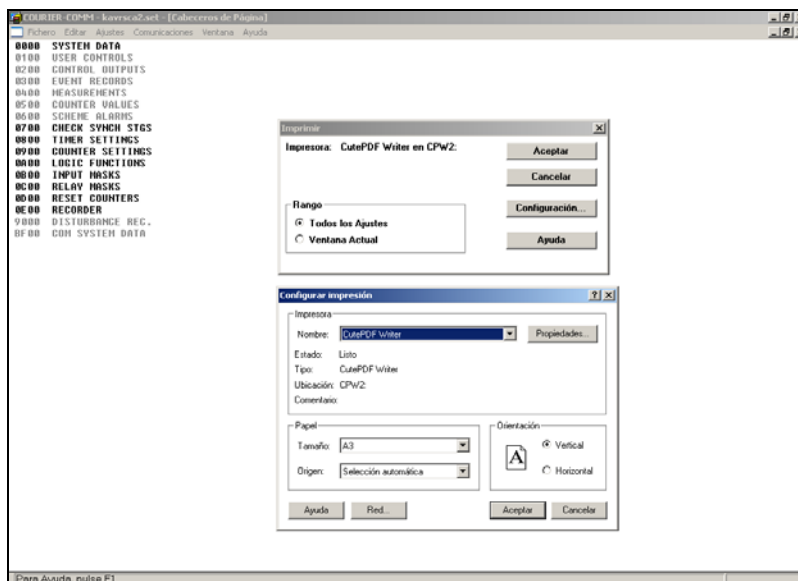 COURIER-COMM - kavrsca2.set - [Cabeceros de Página]
Fichero Editar Ajustes Comunicaciones Ventana Ayuda
0000 SYSTEM DATA
0100 USER CONTROLS
0200 CONTROL OUTPUTS
0300 EVENT RECORDS
0400 MEASUREMENTS
0500 COUNTER VALUES
0600 SCHEME ALARMS
0700 CHECK SYNCH STGS
0800 TIMER SETTINGS
0900 COUNTER SETTINGS
0A00 LOGIC FUNCTIONS
0B00 INPUT MASKS
0C00 RELAY MASKS
0D00 RESET COUNTERS
0E00 RECORDER
9000 DISTURBANCE REC.
BF00 COM SYSTEM DATA
Imprimir
Impresora: CutePDF Writer en CPW2:
Aceptar
Cancelar
Configuración...
Ayuda
Rango
Todos los Ajustes
Ventana Actual
Configurar impresión
Impresora
Nombre: CutePDF Writer Propiedades...
Estado: Listo
Tipo: CutePDF Writer
Ubicación: CPW2:
Comentario:
Papel
Tamaño: A3
Origen: Selección automática
Orientación
A
Vertical
Horizontal
Ayuda Red... Aceptar Cancelar
Para Ayuda, pulse F1